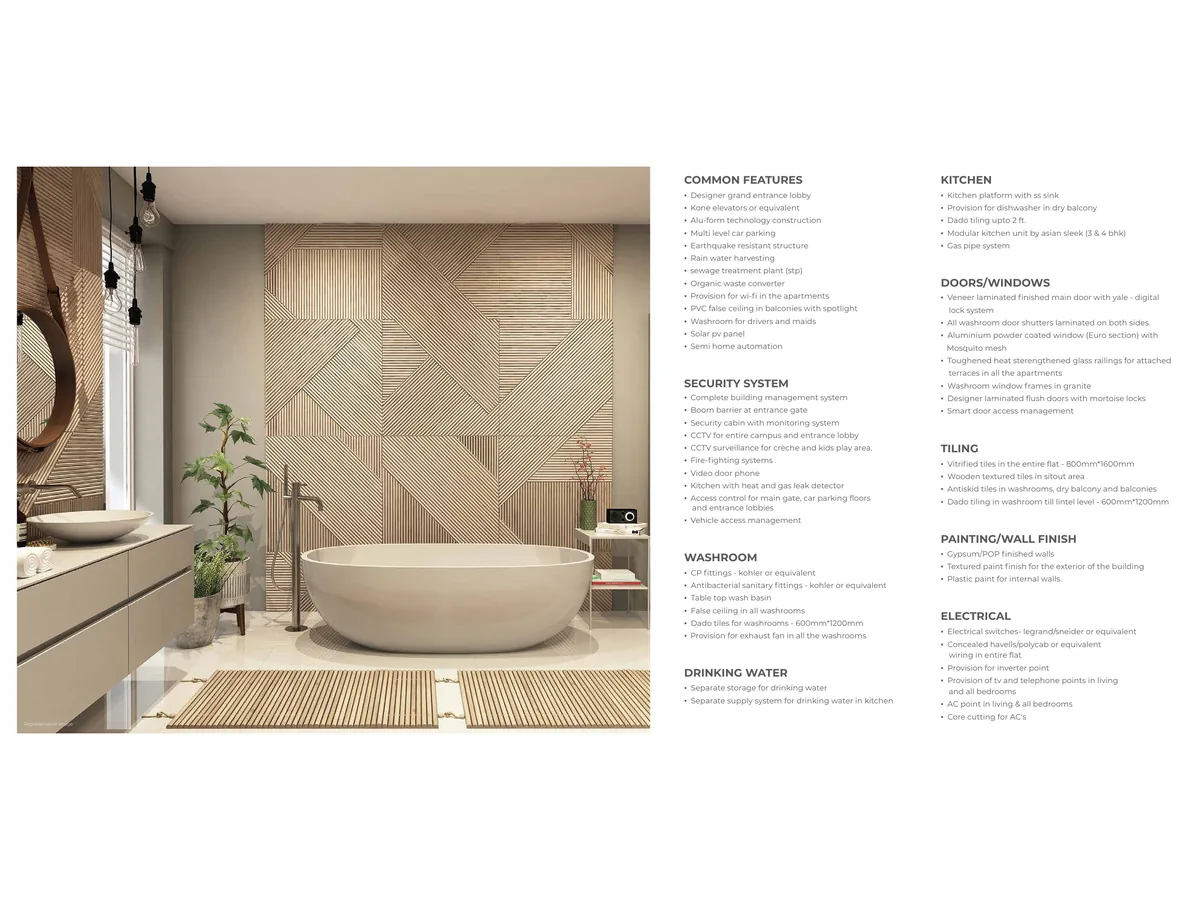 COMMON FEATURES
• Designer grand entrance lobby
• Kone elevators or equivalent
• Alu-form technology construction
• Multi level car parking
• Earthquake resistant structure
• Rain water harvesting
• sewage treatment plant (stp)
• Organic waste converter
• Provision for wi-fi in the apartments
• PVC false ceiling in balconies with spotlight
• Washroom for drivers and maids
• Solar pv panel
• Semi home automation
SECURITY SYSTEM
• Complete building management system
• Boom barrier at entrance gate
• Security cabin with monitoring system
• CCTV for entire campus and entrance lobby
• CCTV surveillance for crèche and kids play area.
• Fire-fighting systems .
• Video door phone
• Kitchen with heat and gas leak detector
• Access control for main gate, car parking floors
and entrance lobbies
• Vehicle access management
WASHROOM
• CP fittings - kohler or equivalent
• Antibacterial sanitary fittings - kohler or equivalent
• Table top wash basin
• False ceiling in all washrooms
• Dado tiles for washrooms - 600mm*1200mm
• Provision for exhaust fan in all the washrooms
DRINKING WATER
• Separate storage for drinking water
• Separate supply system for drinking water in kitchen
KITCHEN
• Kitchen platform with ss sink
• Provision for dishwasher in dry balcony
• Dado tiling upto 2 ft.
• Modular kitchen unit by asian sleek (3 & 4 bhk)
• Gas pipe system
DOORS/WINDOWS
• Veneer laminated finished main door with yale - digital
lock system
• All washroom door shutters laminated on both sides.
• Aluminium powder coated window (Euro section) with
Mosquito mesh
• Toughened heat sterengthened glass railings for attached
terraces in all the apartments
• Washroom window frames in granite
• Designer laminated flush doors with mortoise locks
• Smart door access management
TILING
• Vitrified tiles in the entire flat - 800mm*1600mm
• Wooden textured tiles in sitout area
• Antiskid tiles in washrooms, dry balcony and balconies
• Dado tiling in washroom till lintel level - 600mm*1200mm
PAINTING/WALL FINISH
• Gypsum/POP finished walls
• Textured paint finish for the exterior of the building
• Plastic paint for internal walls.
ELECTRICAL
• Electrical switches- legrand/sneider or equivalent
• Concealed havells/polycab or equivalent
wiring in entire flat
• Provision for inverter point
• Provision of tv and telephone points in living
and all bedrooms
• AC point in living & all bedrooms
• Core cutting for AC's